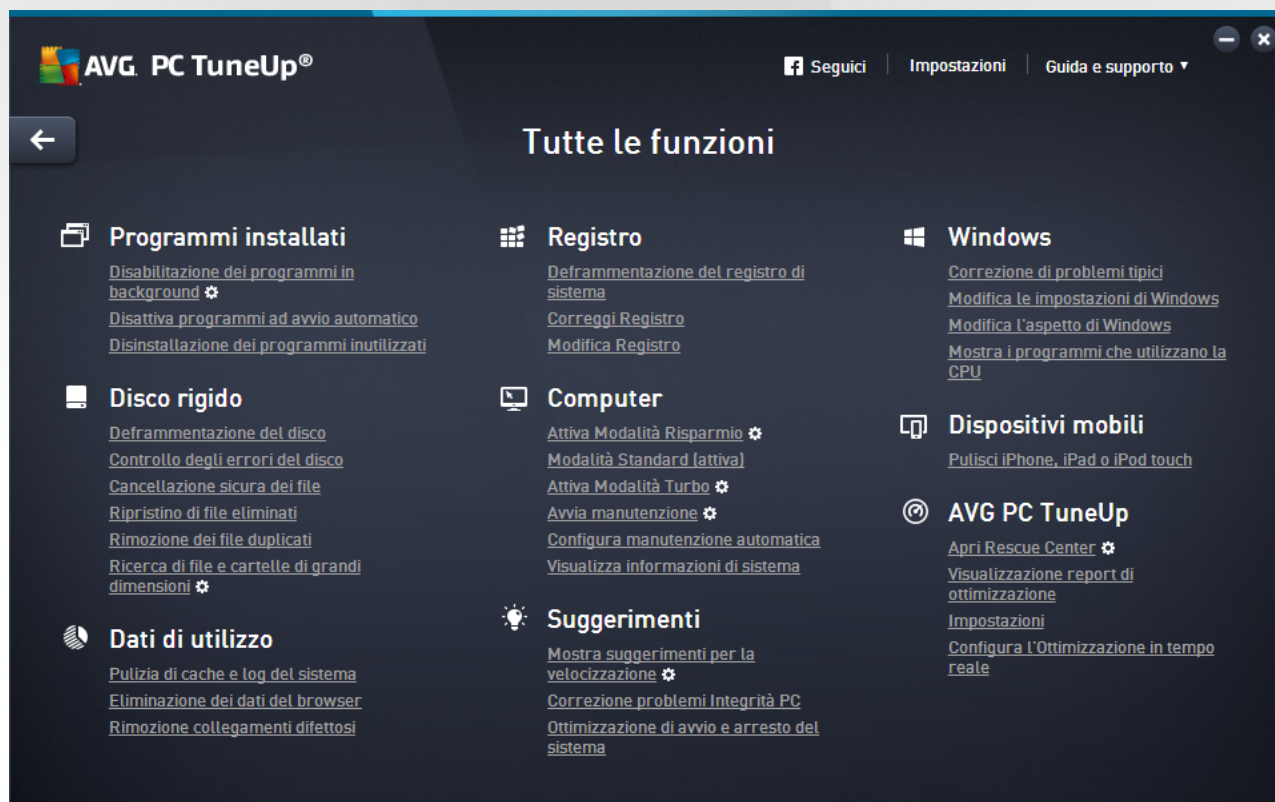 AVG. PC TuneUp®
Seguici
Impostazioni
Guida e supporto
Tutte le funzioni
Programmi installati
Disabilitazione dei programmi in
background
Disattiva programmi ad avvio automatico
Disinstallazione dei programmi inutilizzati
Disco rigido
Deframmentazione del disco
Controllo degli errori del disco
Cancellazione sicura dei file
Ripristino di file eliminati
Rimozione dei file duplicati
Ricerca di file e cartelle di grandi
dimensioni
Dati di utilizzo
Pulizia di cache e log del sistema
Eliminazione dei dati del browser
Rimozione collegamenti difettosi
Registro
Deframmentazione del registro di
sistema
Correggi Registro
Modifica Registro
Computer
Attiva Modalità Risparmio
Modalità Standard (attiva)
Attiva Modalità Turbo
Avvia manutenzione
Configura manutenzione automatica
Visualizza informazioni di sistema
Suggerimenti
Mostra suggerimenti per la
velocizzazione
Correzione problemi Integrità PC
Ottimizzazione di avvio e arresto del
sistema
Windows
Correzione di problemi tipici
Modifica le impostazioni di Windows
Modifica l'aspetto di Windows
Mostra i programmi che utilizzano la
CPU
Dispositivi mobili
Pulisci iPhone, iPad o iPod touch
AVG PC TuneUp
Apri Rescue Center
Visualizzazione report di
ottimizzazione
Impostazioni
Configura l'Ottimizzazione in tempo
reale